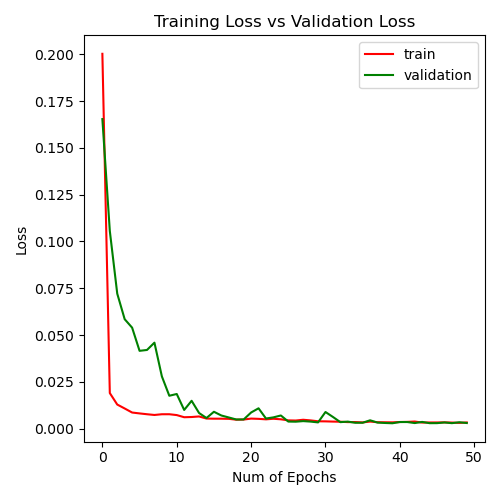 Training Loss vs Validation Loss
train
validation
0.200
0.175
0.150
0.125
0.100
0.075
0.050
0.025
0.000
Loss
0 10 20 30 40 50
Num of Epochs